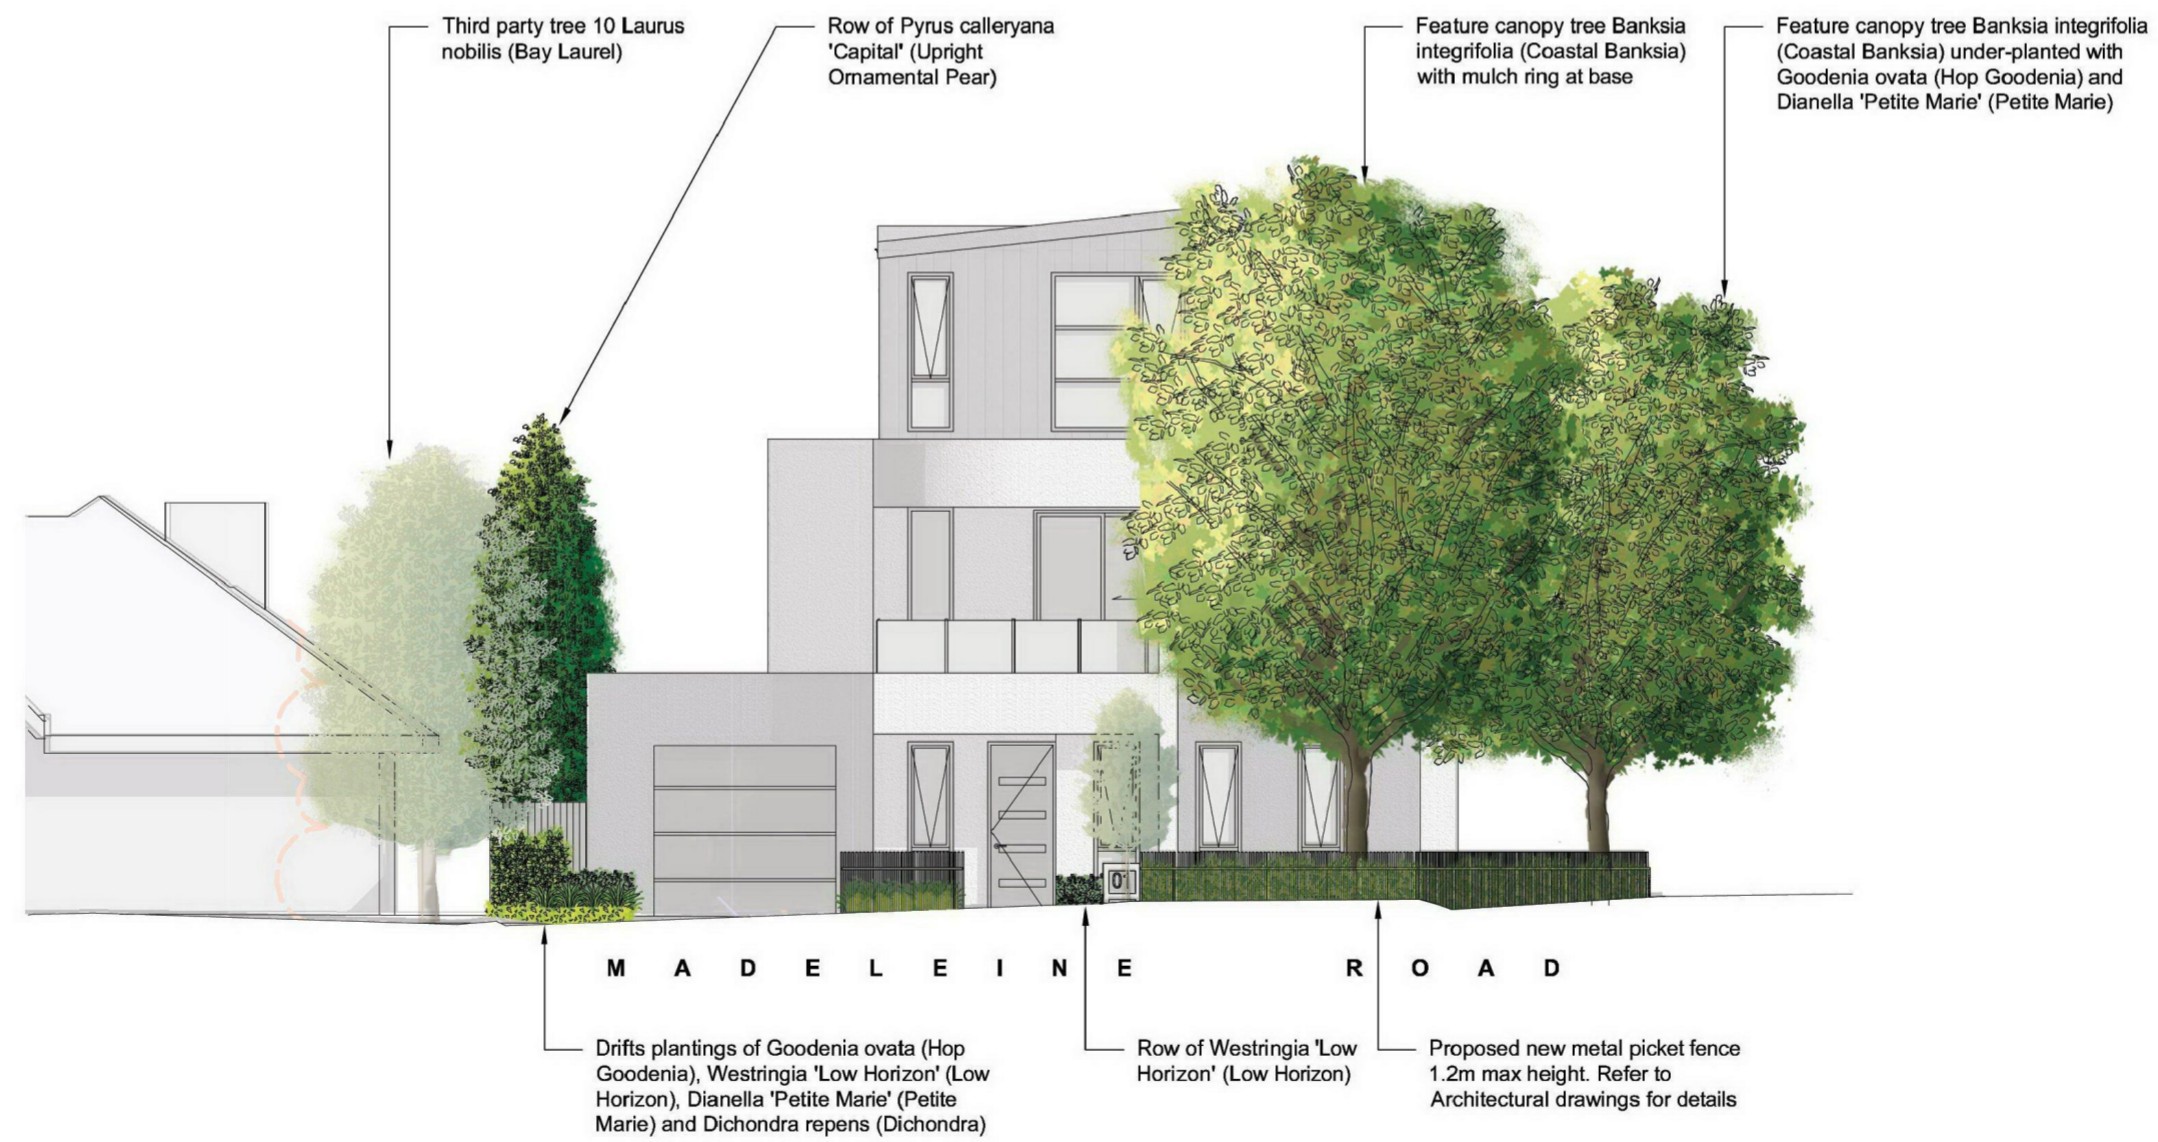 Third party tree 10 Laurus
nobilis (Bay Laurel)
Row of Pyrus calleryana
'Capital' (Upright
Ornamental Pear)
Feature canopy tree Banksia
integrifolia (Coastal Banksia)
with mulch ring at base
Feature canopy tree Banksia integrifolia
(Coastal Banksia) under-planted with
Goodenia ovata (Hop Goodenia) and
Dianella 'Petite Marie' (Petite Marie)
01
MADELEINE ROAD
Drifts plantings of Goodenia ovata (Hop
Goodenia), Westringia 'Low Horizon' (Low
Horizon), Dianella 'Petite Marie' (Petite
Marie) and Dichondra repens (Dichondra)
Row of Westringia 'Low
Horizon' (Low Horizon)
Proposed new metal picket fence
1.2m max height. Refer to
Architectural drawings for details